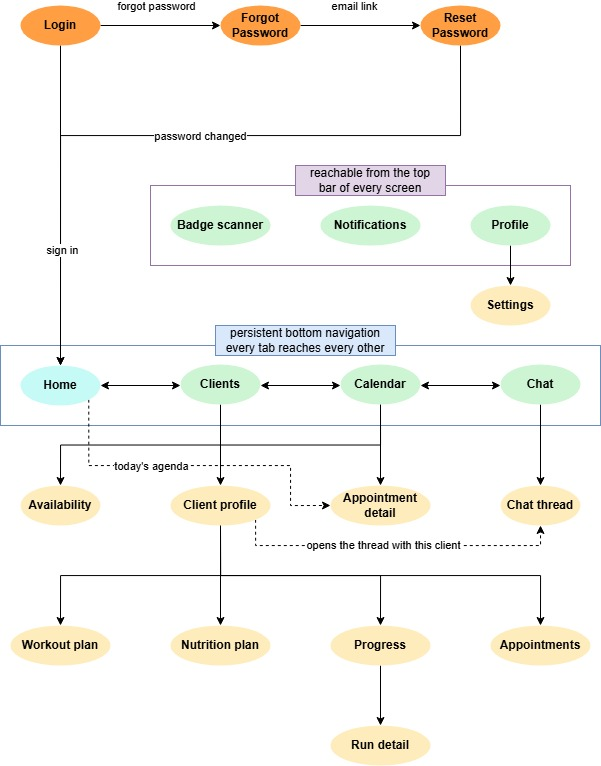 forgot password
email link
Login
Forgot
Password
Reset
Password
password changed
reachable from the top
bar of every screen
Badge scanner
Notifications
Profile
sign in
Settings
persistent bottom navigation
every tab reaches every other
Home
Clients
Calendar
Chat
today's agenda
Availability
Client profile
Appointment
detail
Chat thread
opens the thread with this client
Workout plan
Nutrition plan
Progress
Appointments
Run detail